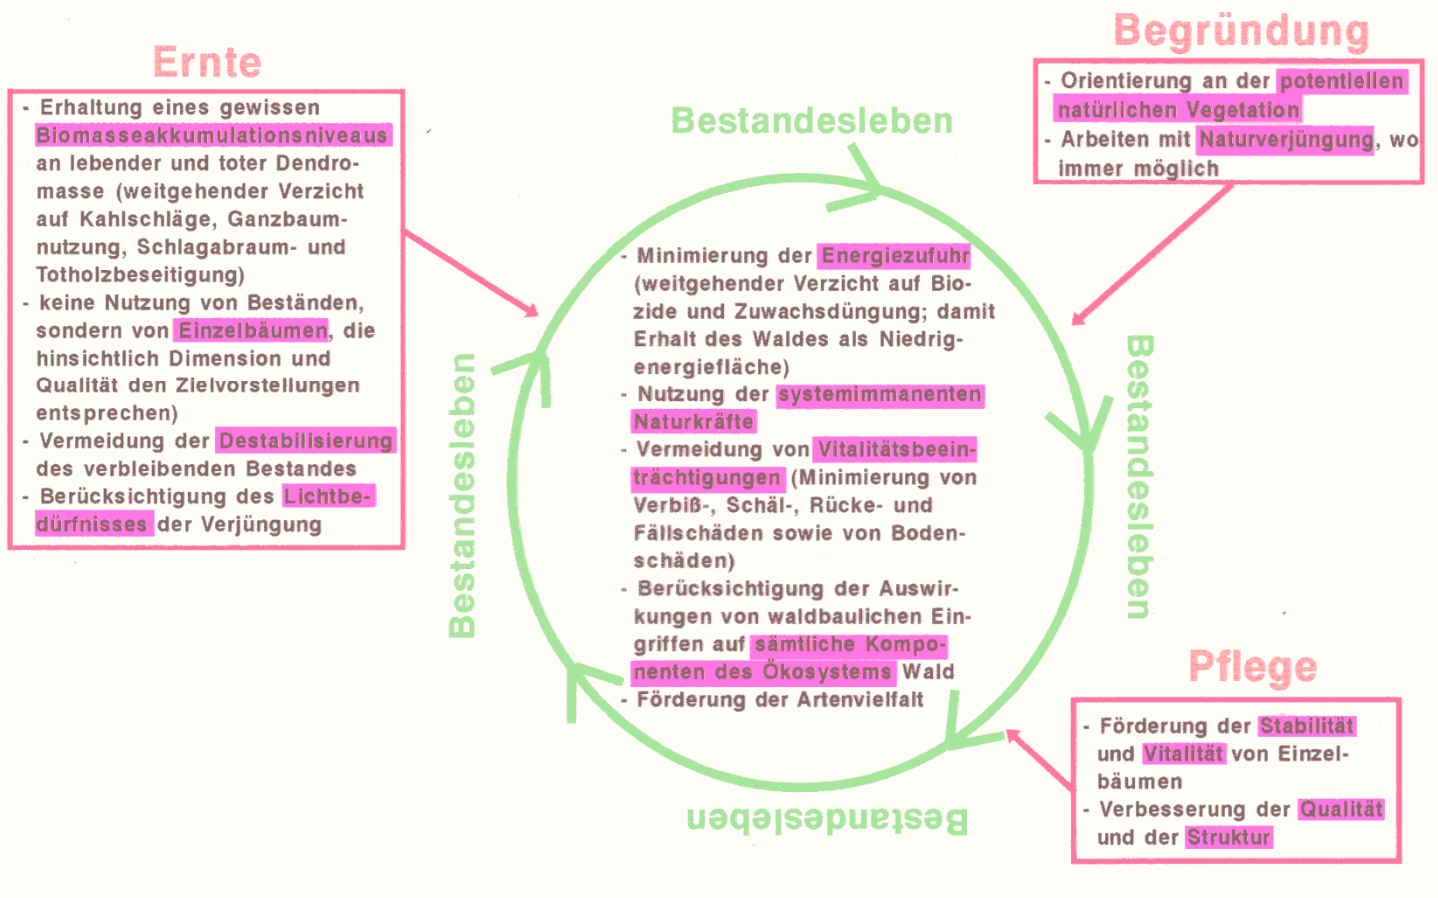 Ernte
- Erhaltung eines gewissen
Biomasseakkumulationsniveaus
an lebender und toter Dendro-
masse (weitgehender Verzicht
auf Kahlschläge, Ganzbaum-
nutzung, Schlagabraum- und
Totholzbeseitigung)
- keine Nutzung von Beständen,
sondern von Einzelbäumen, die
hinsichtlich Dimension und
Qualität den Zielvorstellungen
entsprechen)
- Vermeidung der Destabilisierung
des verbleibenden Bestandes
- Berücksichtigung des Lichtbe-
dürfnisses der Verjüngung
Begründung
- Orientierung an der potentiellen
natürlichen Vegetation
- Arbeiten mit Naturverjüngung, wo
immer möglich
Bestandesleben
- Minimierung der Energiezufuhr
(weitgehender Verzicht auf Bio-
zide und Zuwachsdüngung; damit
Erhalt des Waldes als Niedrig-
energiefläche)
- Nutzung der systemimmanenten
Naturkräfte
- Vermeidung von Vitalitätsbeein-
trächtigungen (Minimierung von
Verbiß-, Schäl-, Rücke- und
Fällschäden sowie von Boden-
schäden)
- Berücksichtigung der Auswir-
kungen von waldbaulichen Ein-
griffen auf sämtliche Kompo-
nenten des Ökosystems Wald
- Förderung der Artenvielfalt
Bestandesleben
Bestandesleben
Bestandesleben
Pflege
- Förderung der Stabilität
und Vitalität von Einzel-
bäumen
- Verbesserung der Qualität
und der Struktur